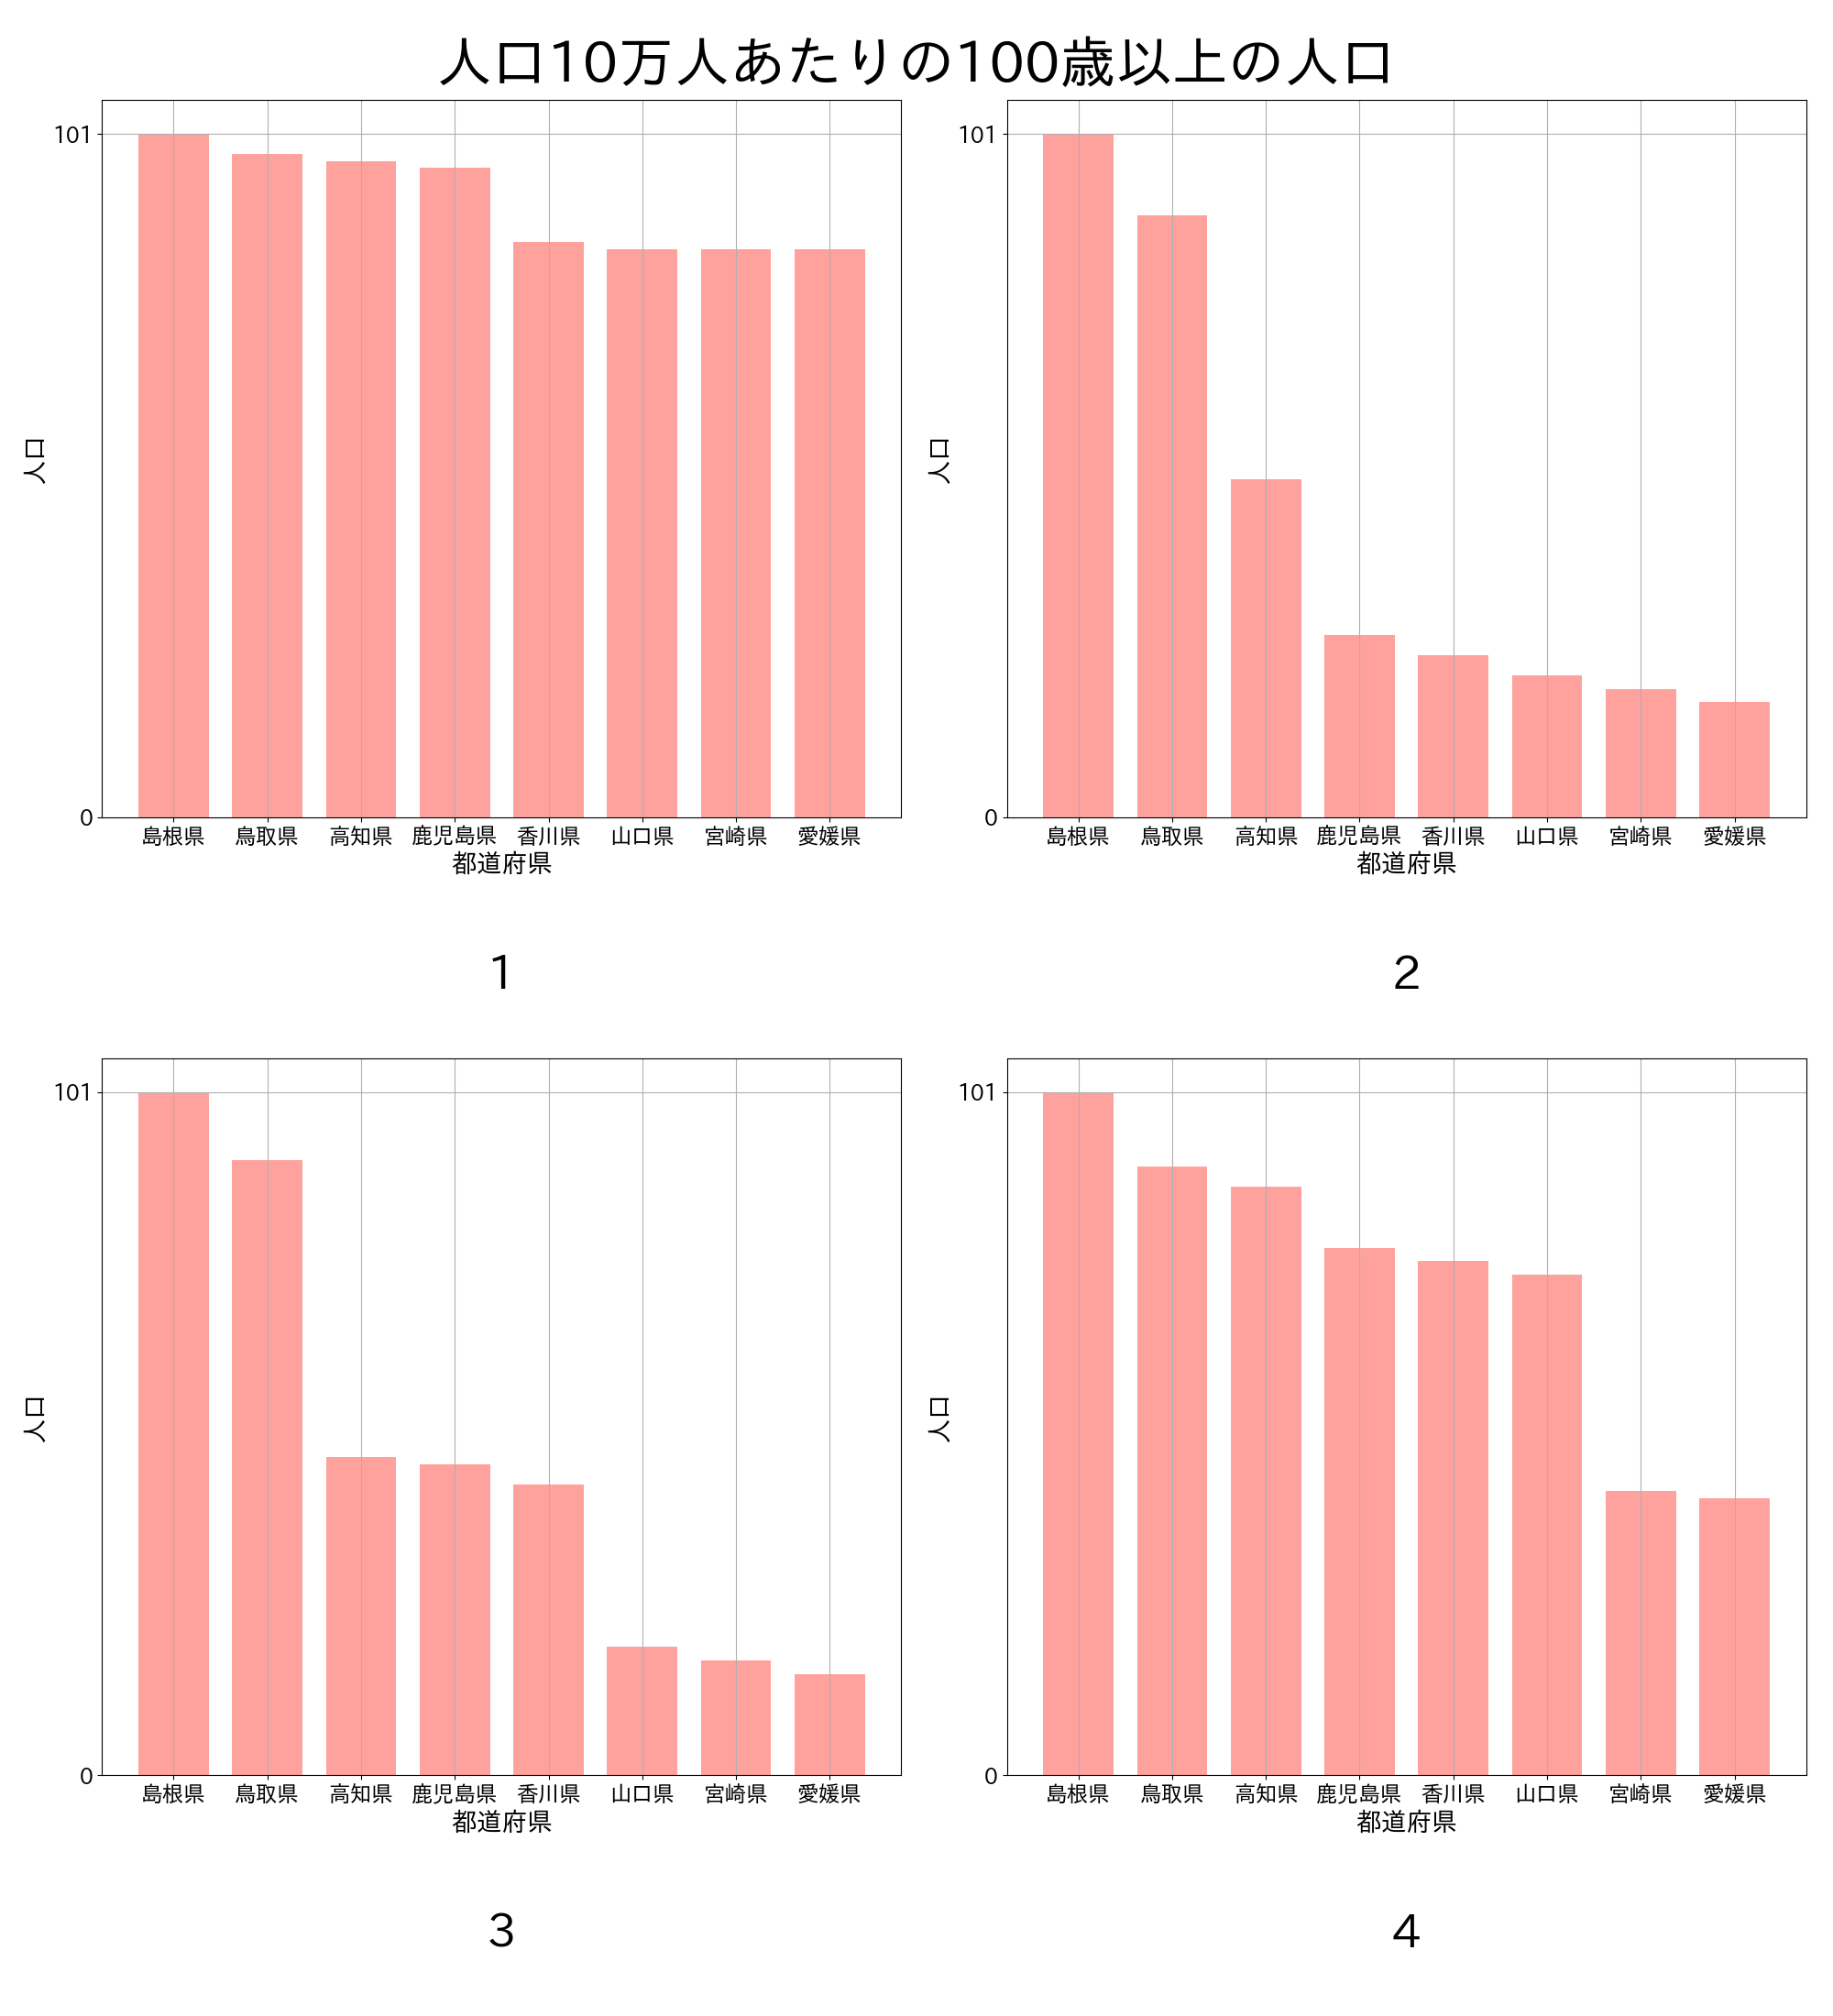 人口10万人あたりの100歳以上の人口
101
0
人口
島根県 鳥取県 高知県 鹿児島県 香川県 山口県 宮崎県 愛媛県
都道府県
1
101
0
人口
島根県 鳥取県 高知県 鹿児島県 香川県 山口県 宮崎県 愛媛県
都道府県
2
101
0
人口
島根県 鳥取県 高知県 鹿児島県 香川県 山口県 宮崎県 愛媛県
都道府県
3
101
0
人口
島根県 鳥取県 高知県 鹿児島県 香川県 山口県 宮崎県 愛媛県
都道府県
4